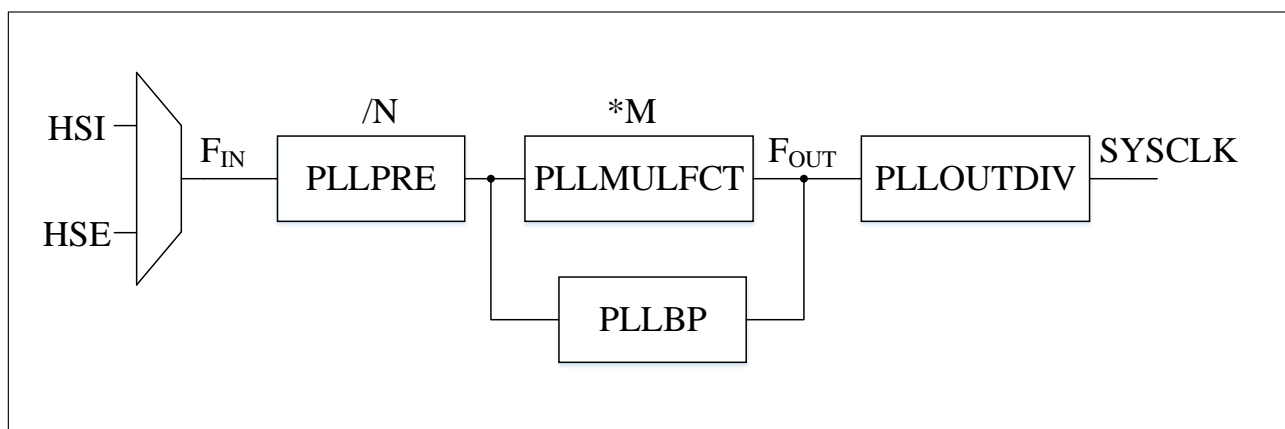 /N
*M
HSI
F_IN
F_OUT
SYSCLK
PLLPRE
PLLMULFCT
PLLOUTDIV
HSE
PLLBP